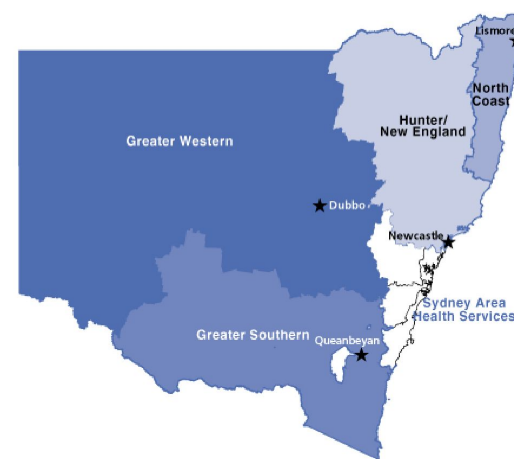 Lismore
North
Coast
Hunter/
New England
Greater Western
Dubbo
Newcastle
Sydney Area
Health Services
Greater Southern
Queanbeyan